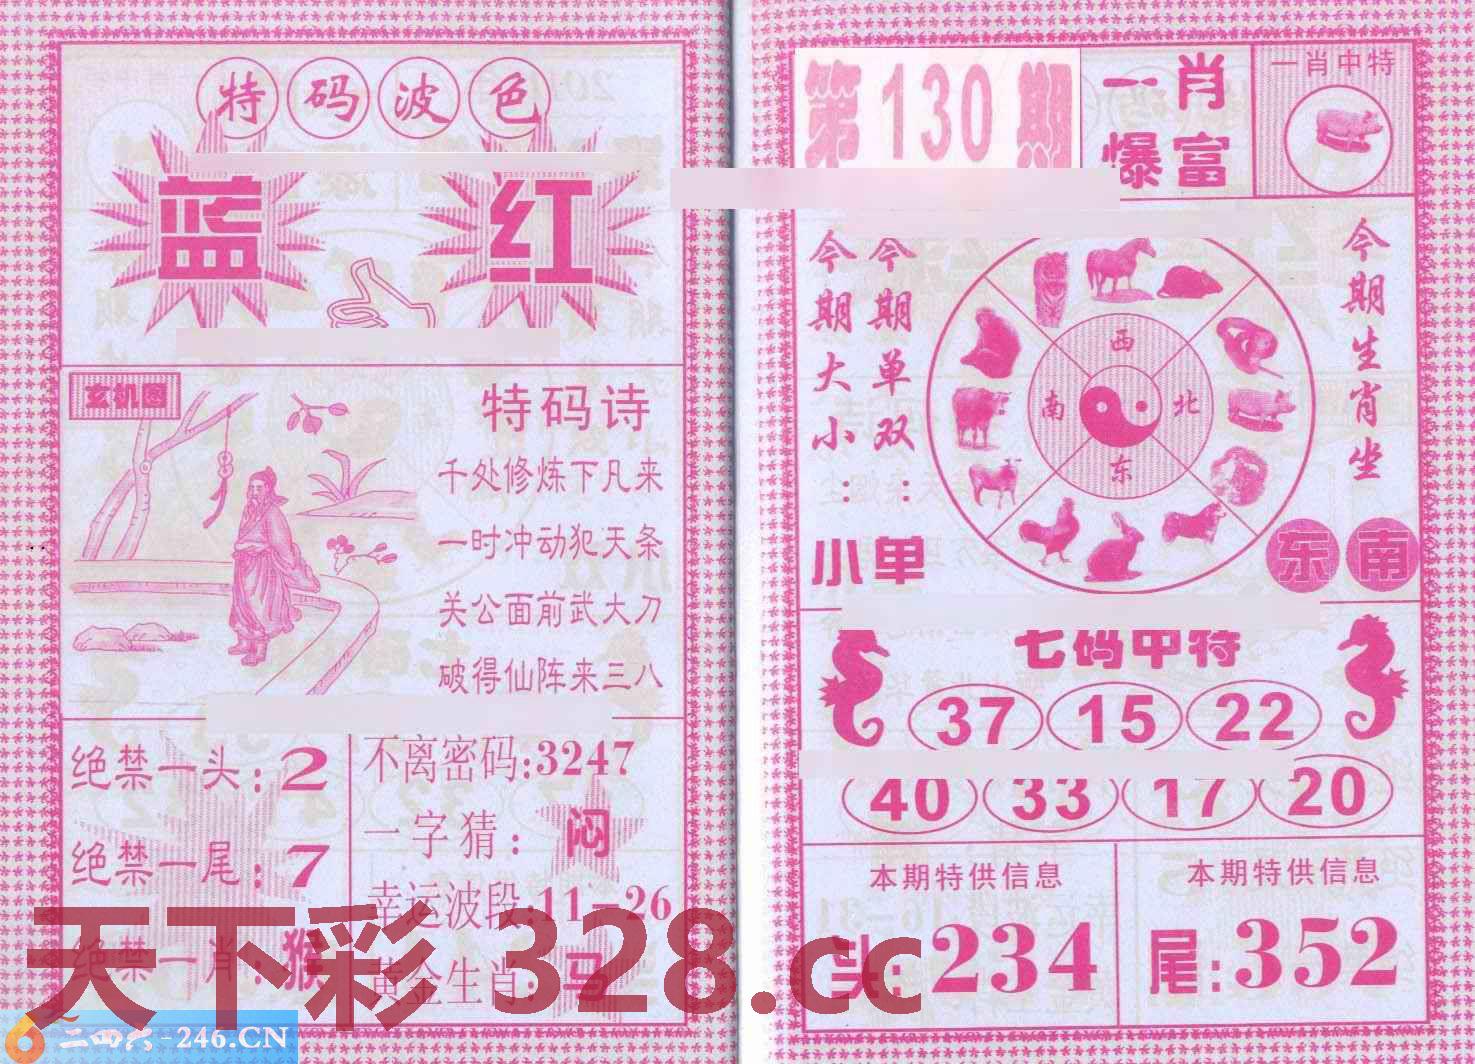 特码波色
蓝 红
玄机图
特码诗
千处修炼下凡来
一时冲动犯天条
关公面前武大刀
破得仙阵来三八
绝禁一头:2
绝禁一尾:7
绝禁一肖:猴
不离密码:3247
一字猜:闷
幸运波段:11-26
黄金生肖:马
第130期
一肖
爆富
一肖中特
今期大小:小
今期单双:单
西
南
北
东
今期生肖坐
东南
七码中特
37 15 22
40 33 17 20
本期特供信息
头:234
本期特供信息
尾:352
天下彩 328.cc
二四六-246.CN